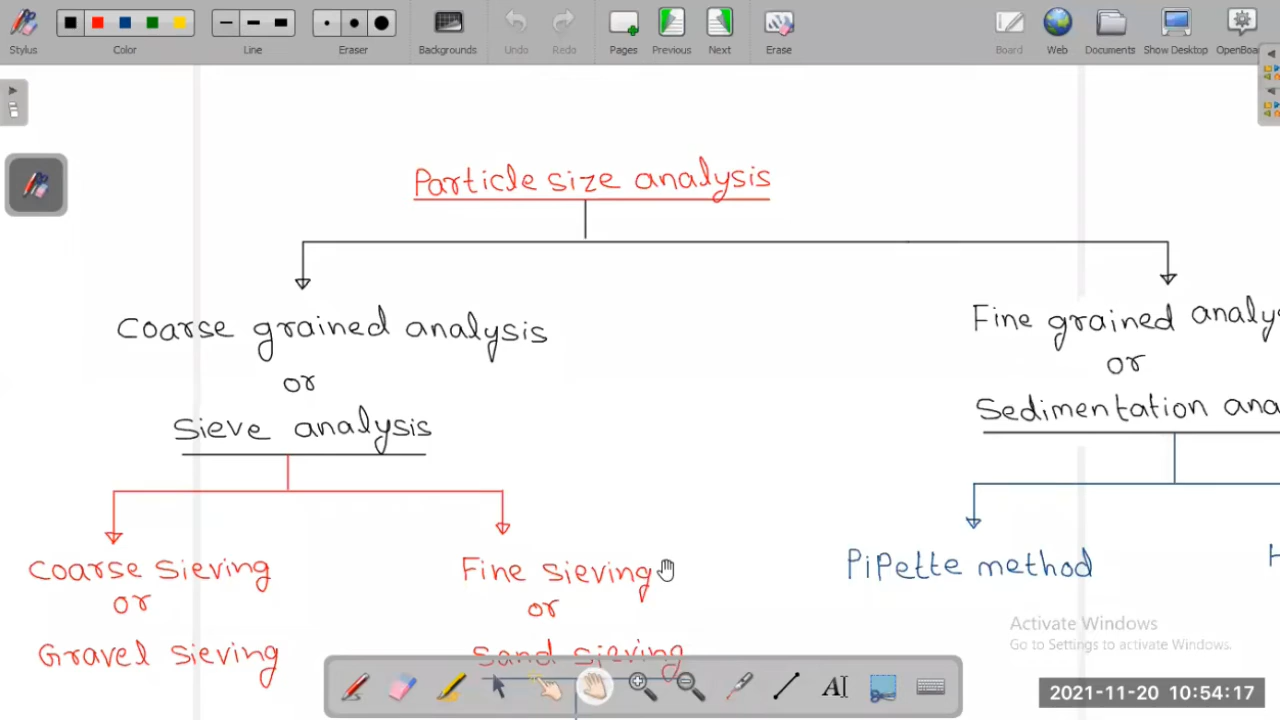 Stylus
Color
Line
Eraser
Backgrounds
Undo
Redo
Pages
Previous
Next
Erase
Board
Web
Documents
Show Desktop
OpenBoa
Particle size analysis
Coarse grained analysis
or
Sieve analysis
Fine grained analy
or
Sedimentation ana
Coarse sieving
or
Gravel sieving
Fine sieving
or
Sand sieving
PiPette method
H
Activate Windows
Go to Settings to activate Windows.
AI
2021-11-20 10:54:17